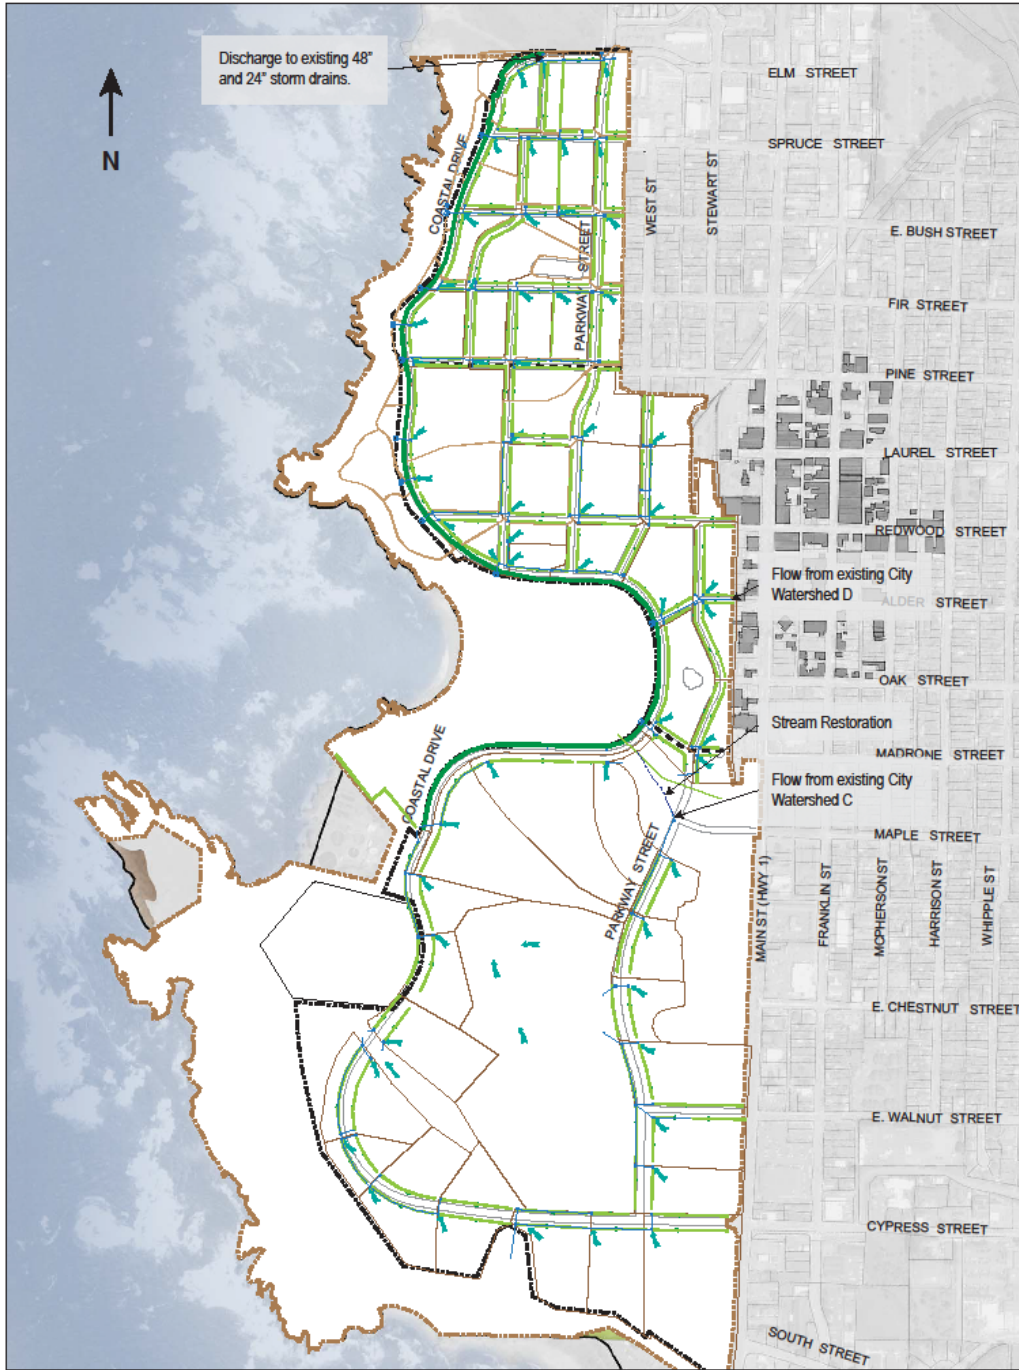 Discharge to existing 48"
and 24" storm drains.
N
ELM STREET
SPRUCE STREET
COASTAL DRIVE
WEST ST
STEWART ST
E. BUSH STREET
PARKWAY STREET
FIR STREET
PINE STREET
LAUREL STREET
REDWOOD STREET
Flow from existing City
Watershed D
ALDER STREET
OAK STREET
Stream Restoration
MADRONE STREET
COASTAL DRIVE
Flow from existing City
Watershed C
MAPLE STREET
PARKWAY STREET
MAIN ST (HWY 1)
FRANKLIN ST
MCPHERSON ST
HARRISON ST
WHIPPLE ST
E. CHESTNUT STREET
E. WALNUT STREET
CYPRESS STREET
SOUTH STREET